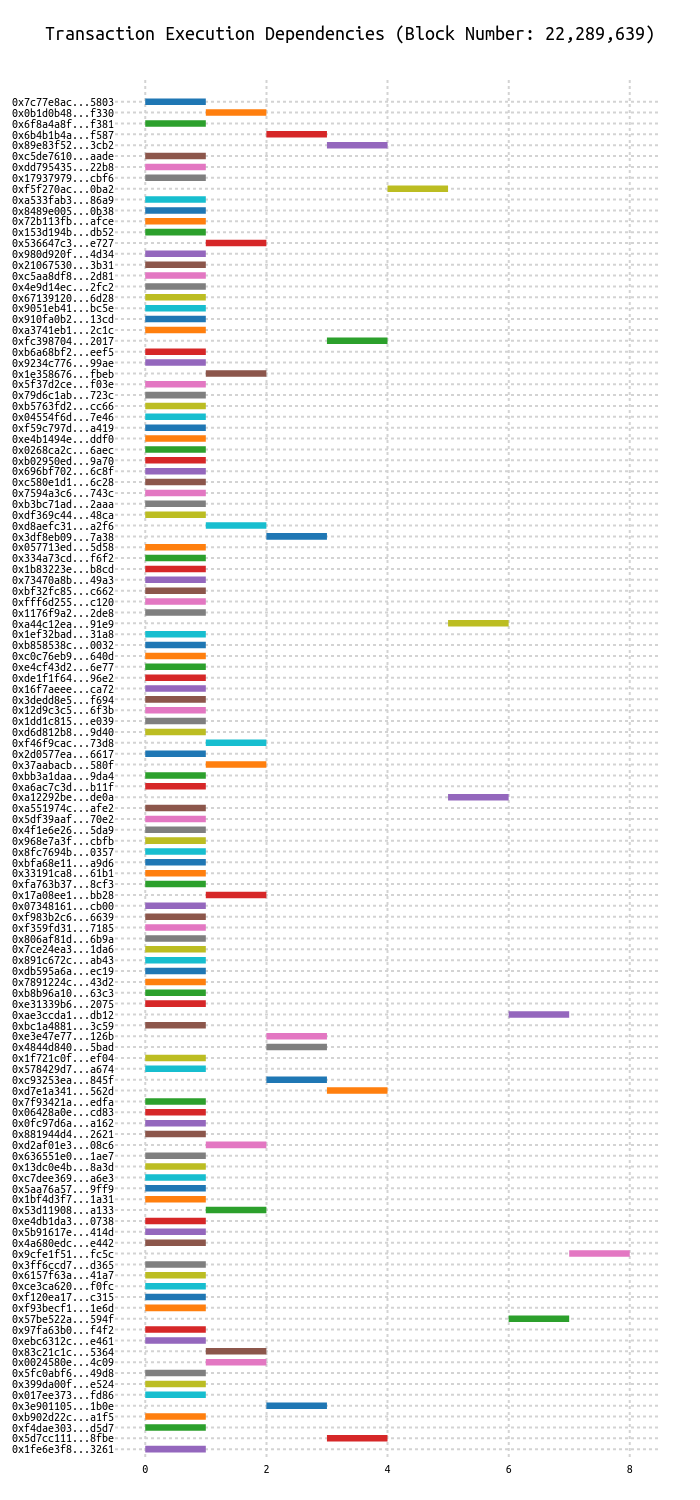 Transaction Execution Dependencies (Block Number: 22,289,639)
0x7c77e8ac...5803
0x0b1d0b48...f330
0x6f8a4a8f...f381
0x6b4b1b4a...f587
0x89e83f52...3cb2
0xc5de7610...aade
0xdd795435...22b8
0x17937979...cbf6
0xf5f270ac...0ba2
0xa533fab3...86a9
0x8489e005...0b38
0x72b113fb...afce
0x153d194b...db52
0x536647c3...e727
0x980d920f...4d34
0x21067530...3b31
0xc5aa8df8...2d81
0x4e9d14ec...2fc2
0x67139120...6d28
0x9051eb41...bc5e
0x910fa0b2...13cd
0xa3741eb1...2c1c
0xfc398704...2017
0xb6a68bf2...eef5
0x9234c776...99ae
0x1e358676...fbeb
0x5f37d2ce...f03e
0x79d6c1ab...723c
0xb5763fd2...cc66
0x04554f6d...7e46
0xf59c797d...a419
0xe4b1494e...ddf0
0x0268ca2c...6aec
0xb02950ed...9a70
0x696bf702...6c8f
0xc580e1d1...6c28
0x7594a3c6...743c
0xb3bc71ad...2aaa
0xdf369c44...48ca
0xd8aefc31...a2f6
0x3df8eb09...7a38
0x057713ed...5d58
0x334a73cd...f6f2
0x1b83223e...b8cd
0x73470a8b...49a3
0xbf32fc85...c662
0xfff6d255...c120
0x1176f9a2...2de8
0xa44c12ea...91e9
0x1ef32bad...31a8
0xb858538c...0032
0xc0c76eb9...640d
0xe4cf43d2...6e77
0xde1f1f64...96e2
0x16f7aeee...ca72
0x3dedd8e5...f694
0x12d9c3c5...6f3b
0x1dd1c815...e039
0xd6d812b8...9d40
0xf46f9cac...73d8
0x2d0577ea...6617
0x37aabacb...580f
0xbb3a1daa...9da4
0xa6ac7c3d...b11f
0xa12292be...de0a
0xa551974c...afe2
0x5df39aaf...70e2
0x4f1e6e26...5da9
0x968e7a3f...cbfb
0x8fc7694b...0357
0xbfa68e11...a9d6
0x33191ca8...61b1
0xfa763b37...8cf3
0x17a08ee1...bb28
0x07348161...cb00
0xf983b2c6...6639
0xf359fd31...7185
0x806af81d...6b9a
0x7ce24ea3...1da6
0x891c672c...ab43
0xdb595a6a...ec19
0x7891224c...43d2
0xb8b96a10...63c3
0xe31339b6...2075
0xae3ccda1...db12
0xbc1a4881...3c59
0xe3e47e77...126b
0x4844d840...5bad
0x1f721c0f...ef04
0x578429d7...a674
0xc93253ea...845f
0xd7e1a341...562d
0x7f93421a...edfa
0x06428a0e...cd83
0x0fc97d6a...a162
0x881944d4...2621
0xd2af01e3...08c6
0x636551e0...1ae7
0x13dc0e4b...8a3d
0xc7dee369...a6e3
0x5aa76a57...9ff9
0x1bf4d3f7...1a31
0x53d11908...a133
0xe4db1da3...0738
0x5b91617e...414d
0x4a680edc...e442
0x9cfe1f51...fc5c
0x3ff6ccd7...d365
0x6157f63a...41a7
0xce3ca620...f0fc
0xf120ea17...c315
0xf93becf1...1e6d
0x57be522a...594f
0x97fa63b0...f4f2
0xebc6312c...e461
0x83c21c1c...5364
0x0024580e...4c09
0x5fc0abf6...49d8
0x399da00f...e524
0x017ee373...fd86
0x3e901105...1b0e
0xb902d22c...a1f5
0xf4dae303...d5d7
0x5d7cc111...8fbe
0x1fe6e3f8...3261
0 2 4 6 8